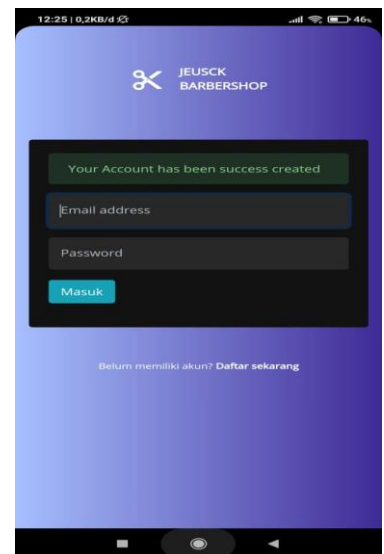 12:25 | 0,2KB/d
46%
JEUSCK
BARBERSHOP
Your Account has been success created
Email address
Password
Masuk
Belum memiliki akun? Daftar sekarang